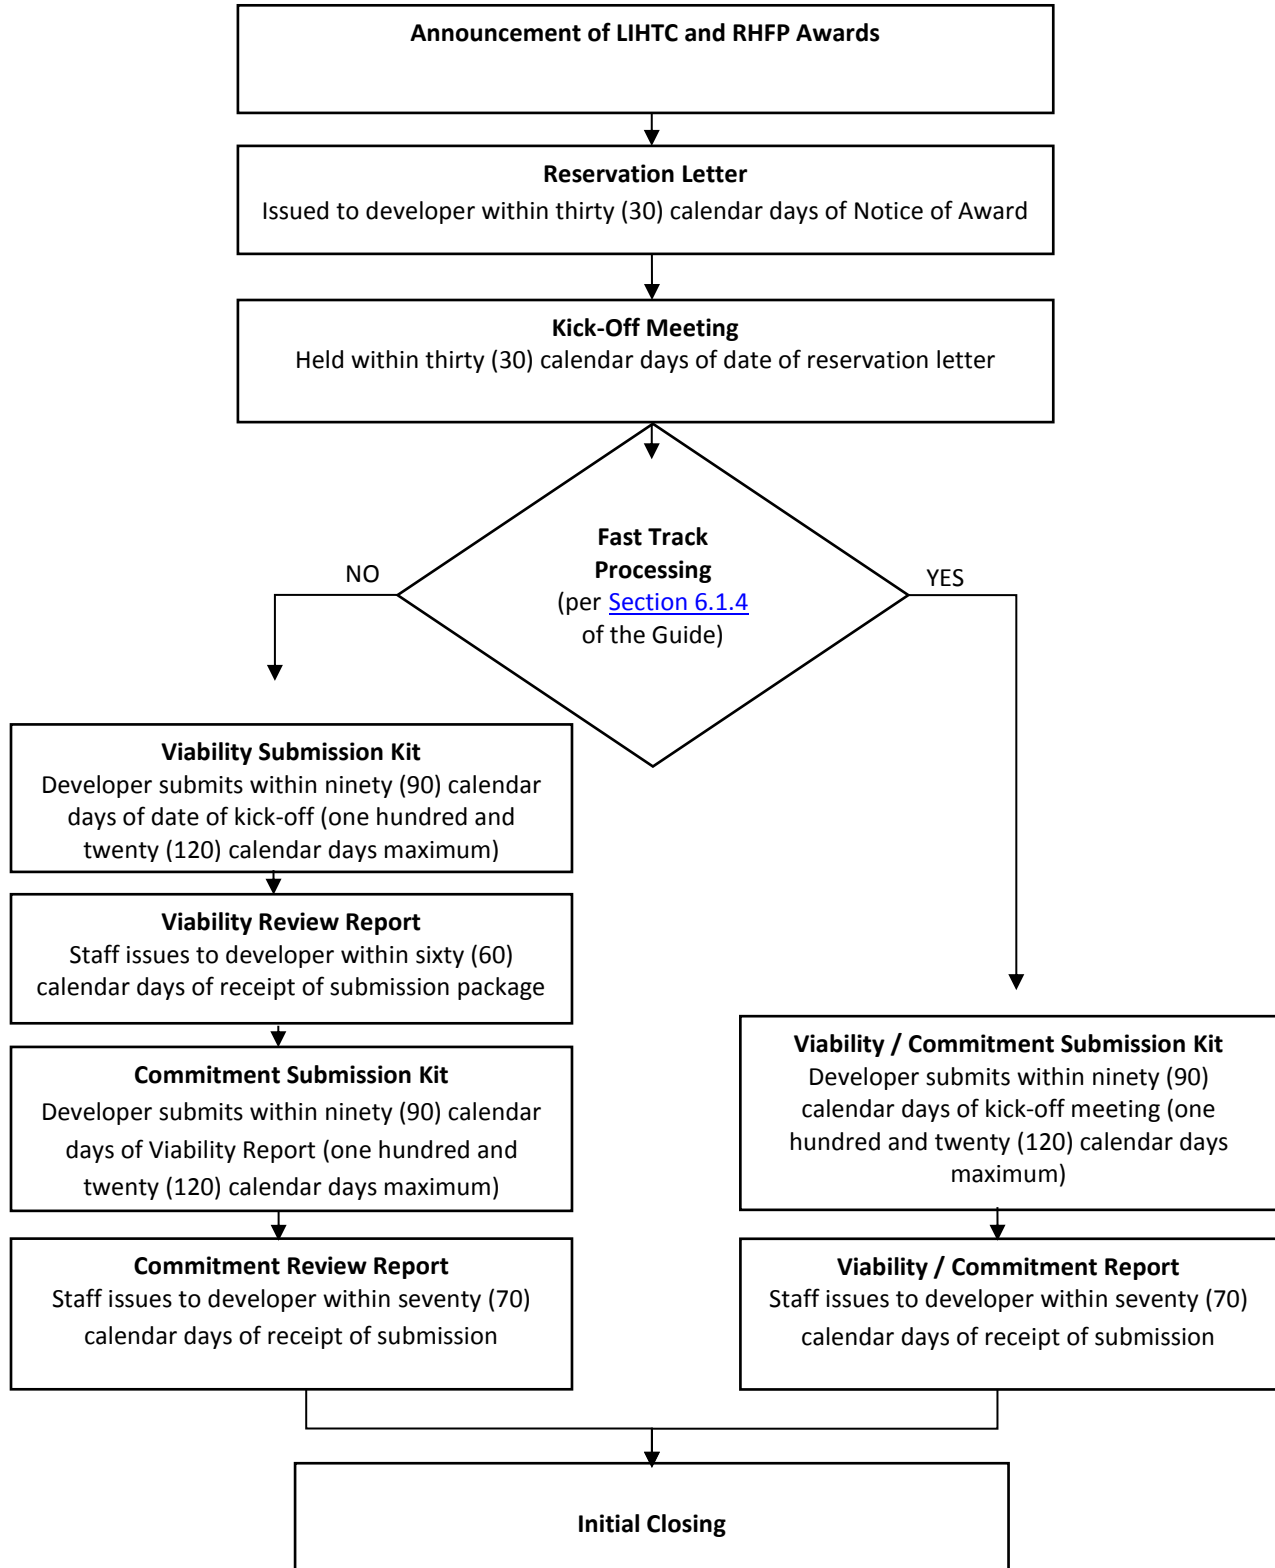 Announcement of LIHTC and RHFP Awards
Reservation Letter
Issued to developer within thirty (30) calendar days of Notice of Award
Kick-Off Meeting
Held within thirty (30) calendar days of date of reservation letter
Fast Track
Processing
(per Section 6.1.4
of the Guide)
NO
YES
Viability Submission Kit
Developer submits within ninety (90) calendar
days of date of kick-off (one hundred and
twenty (120) calendar days maximum)
Viability Review Report
Staff issues to developer within sixty (60)
calendar days of receipt of submission package
Commitment Submission Kit
Developer submits within ninety (90) calendar
days of Viability Report (one hundred and
twenty (120) calendar days maximum)
Commitment Review Report
Staff issues to developer within seventy (70)
calendar days of receipt of submission
Viability / Commitment Submission Kit
Developer submits within ninety (90)
calendar days of kick-off meeting (one
hundred and twenty (120) calendar days
maximum)
Viability / Commitment Report
Staff issues to developer within seventy (70)
calendar days of receipt of submission
Initial Closing